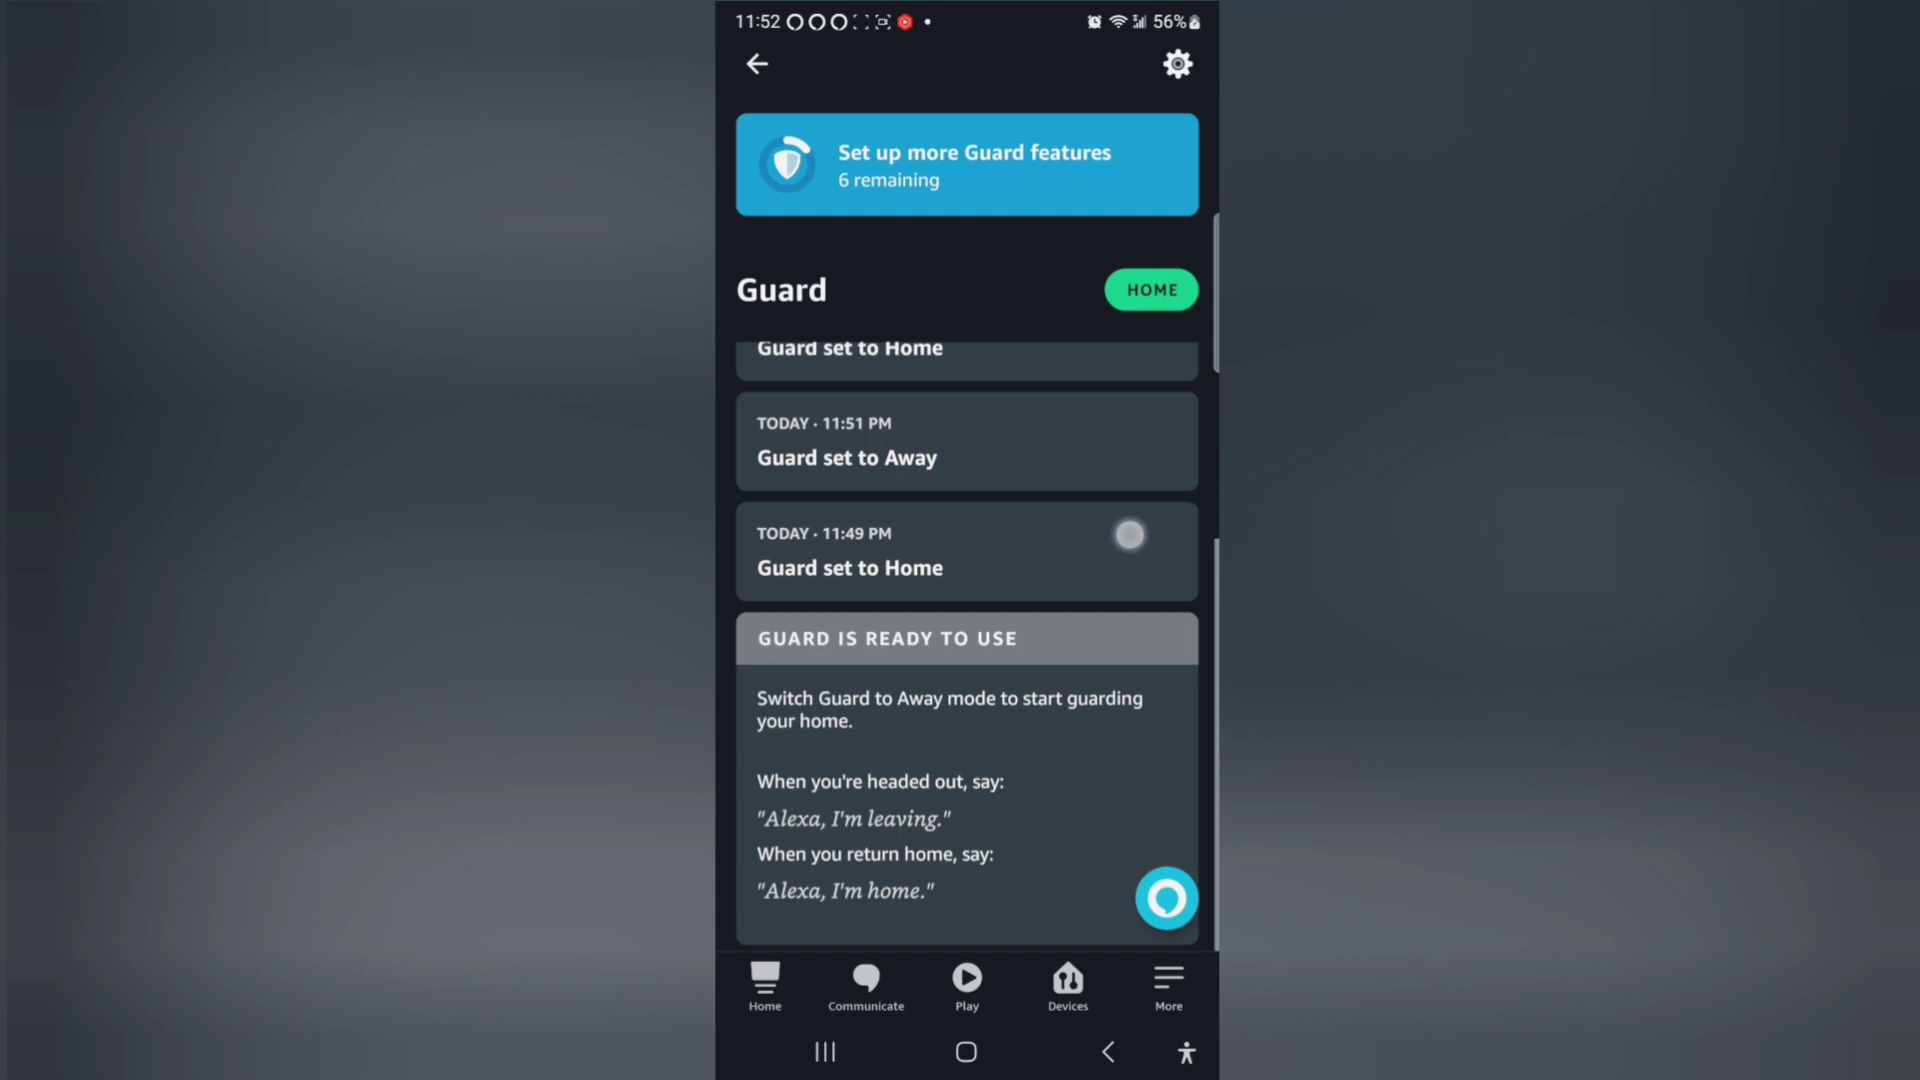 11:52 56%
Set up more Guard features
6 remaining
Guard HOME
Guard set to Home
TODAY · 11:51 PM
Guard set to Away
TODAY · 11:49 PM
Guard set to Home
GUARD IS READY TO USE
Switch Guard to Away mode to start guarding
your home.
When you're headed out, say:
"Alexa, I'm leaving."
When you return home, say:
"Alexa, I'm home."
Home Communicate Play Devices More